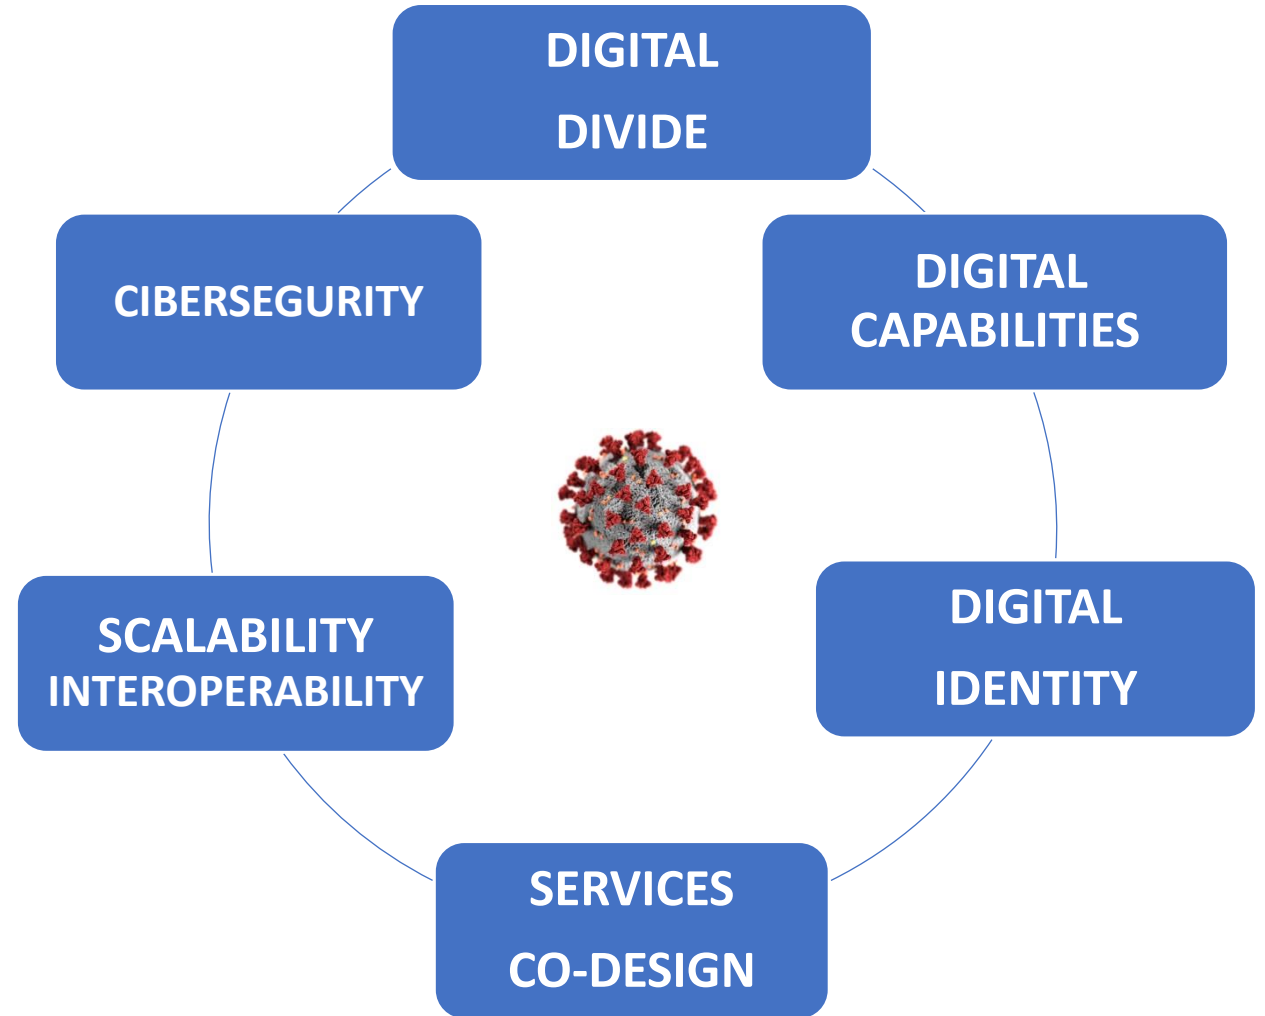 DIGITAL
DIVIDE
DIGITAL
CAPABILITIES
DIGITAL
IDENTITY
SERVICES
CO-DESIGN
SCALABILITY
INTEROPERABILITY
CIBERSEGURITY